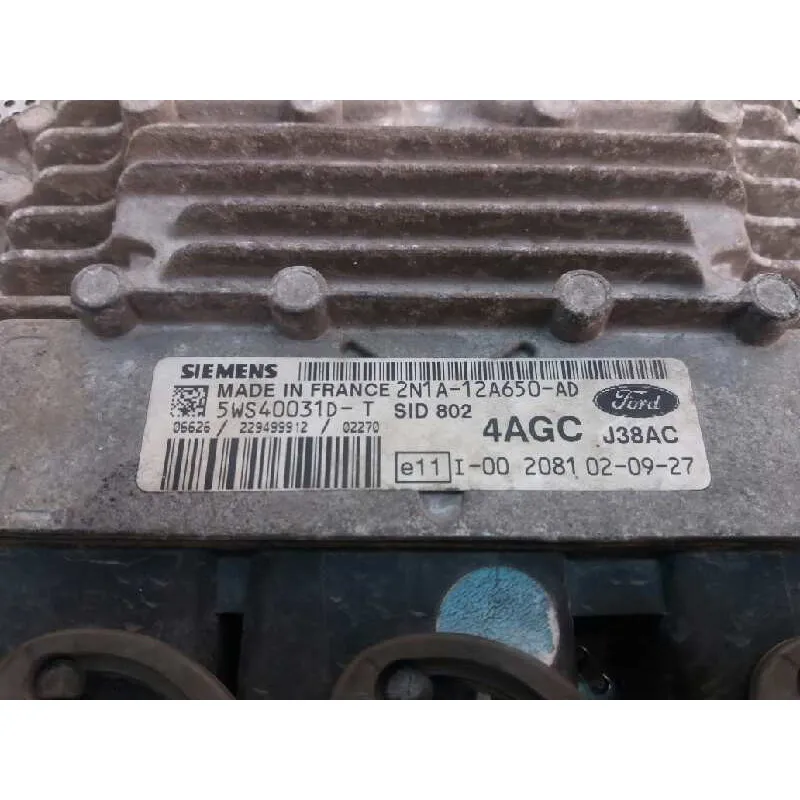 SIEMENS
MADE IN FRANCE 2N1A-12A650-AD
5WS40031D-T SID 802
Ford
06626 / 229499912 / 02270
4AGC J38AC
e11 I-00 2081 02-09-27